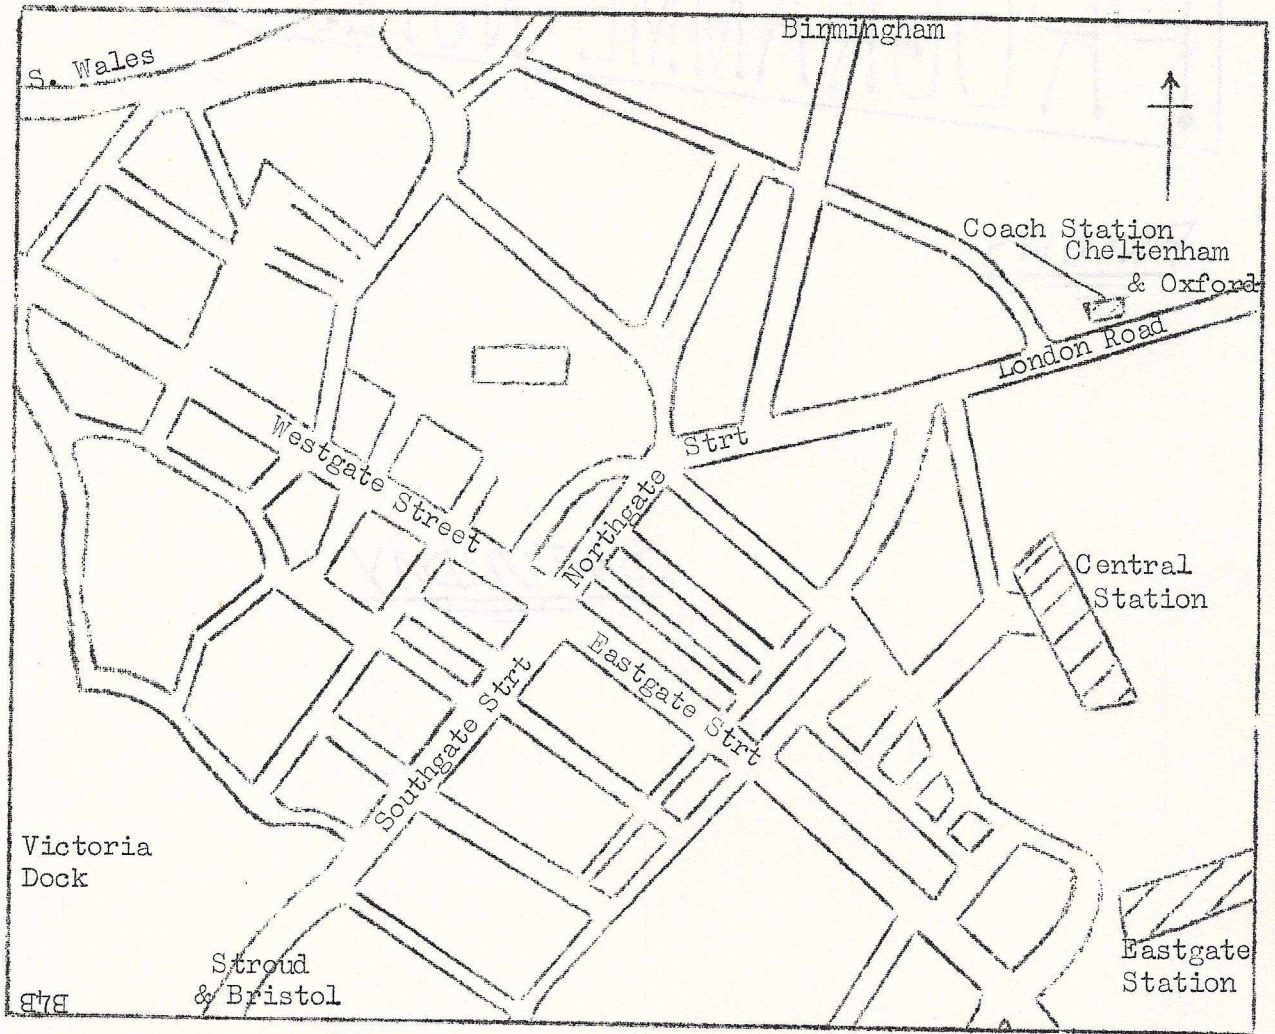 Birmingham
S. Wales
Coach Station
Cheltenham
& Oxford
London Road
Westgate Street
Northgate Strt
Central
Station
Eastgate Strt
Southgate Strt
Victoria
Dock
Eastgate
Station
Stroud
& Bristol
B4B